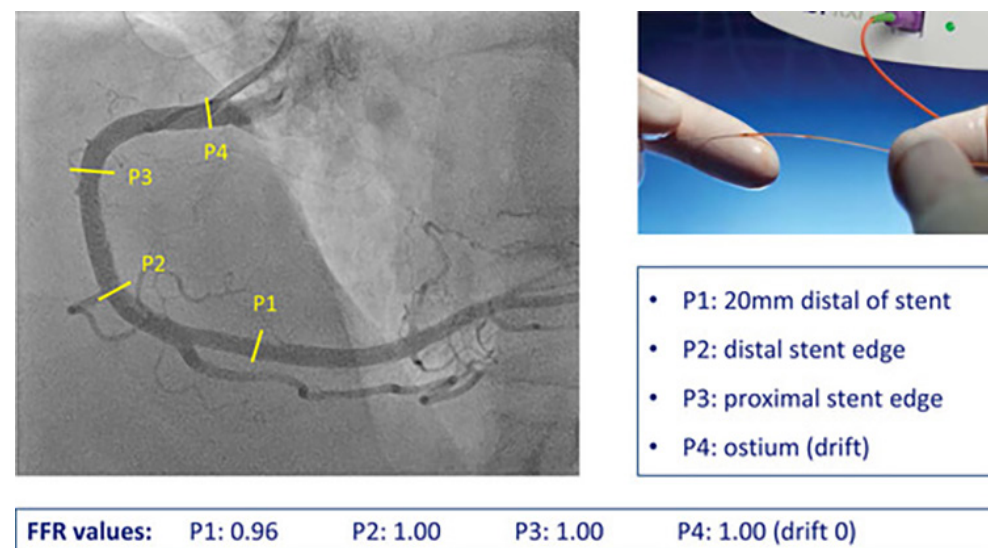 RXi
P4
P3
P2
P1
• P1: 20mm distal of stent
• P2: distal stent edge
• P3: proximal stent edge
• P4: ostium (drift)
FFR values: P1: 0.96 P2: 1.00 P3: 1.00 P4: 1.00 (drift 0)